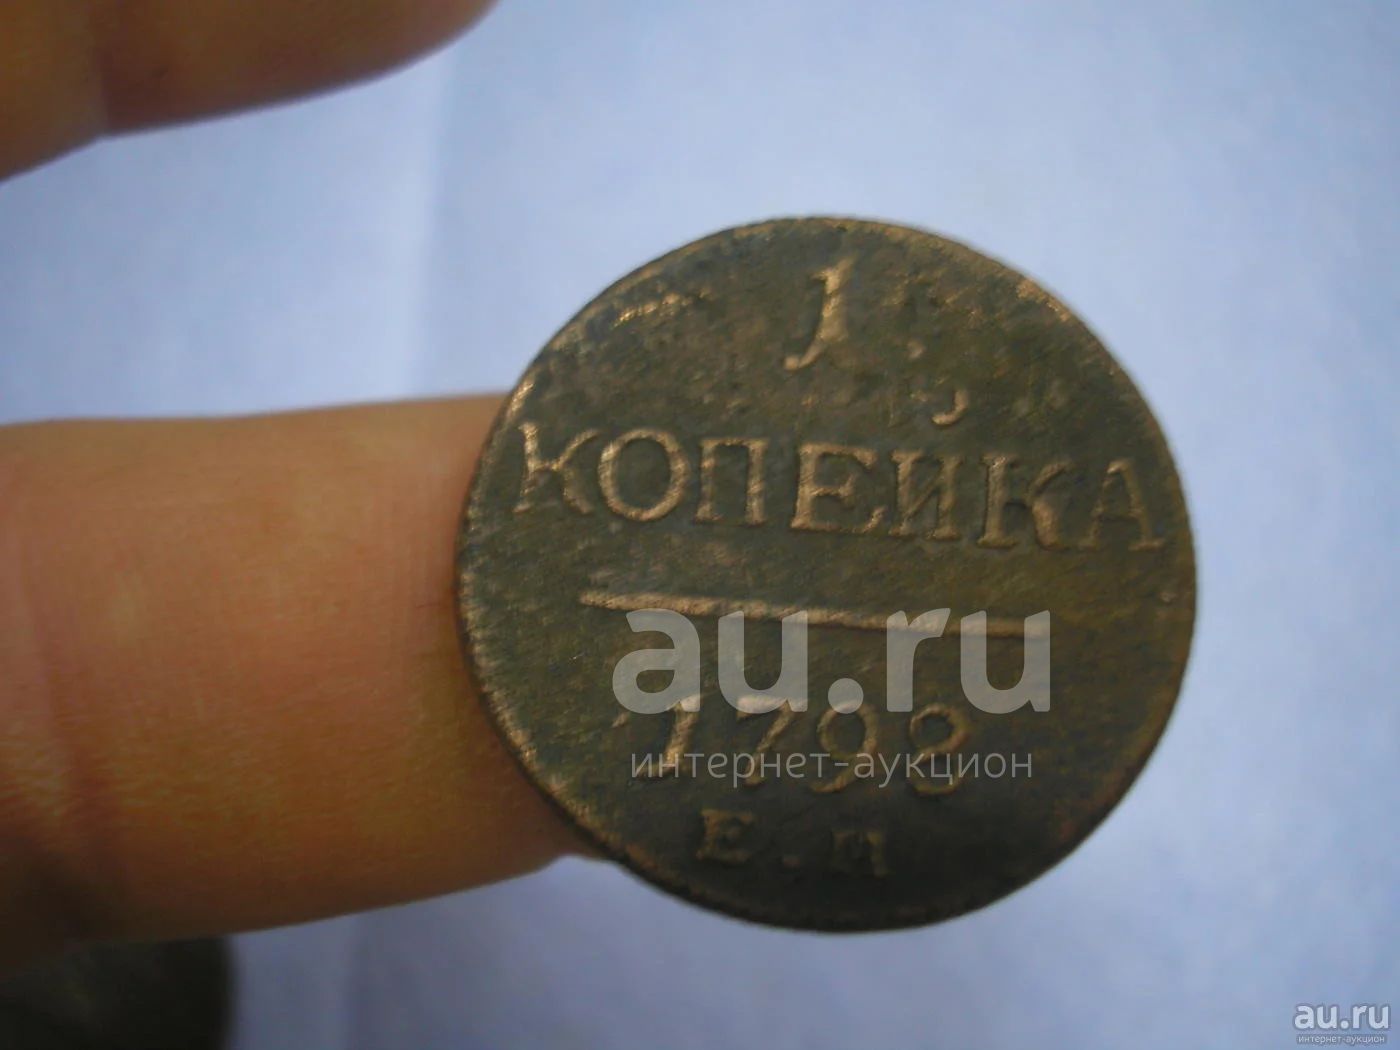 1
КОПЕЙКА
au.ru
1798
интернет-аукцион
Е.М
au.ru
интернет-аукцион